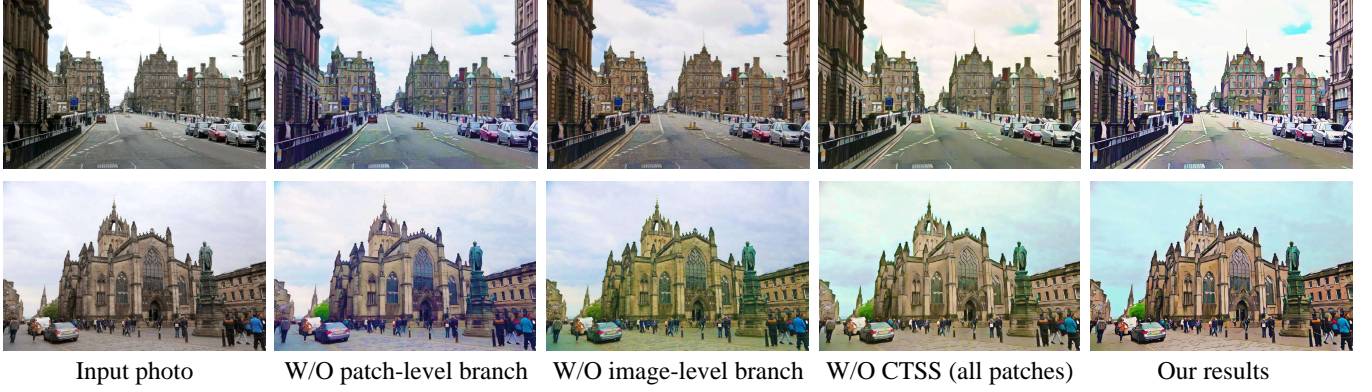 Input photo
W/O patch-level branch
W/O image-level branch
W/O CTSS (all patches)
Our results